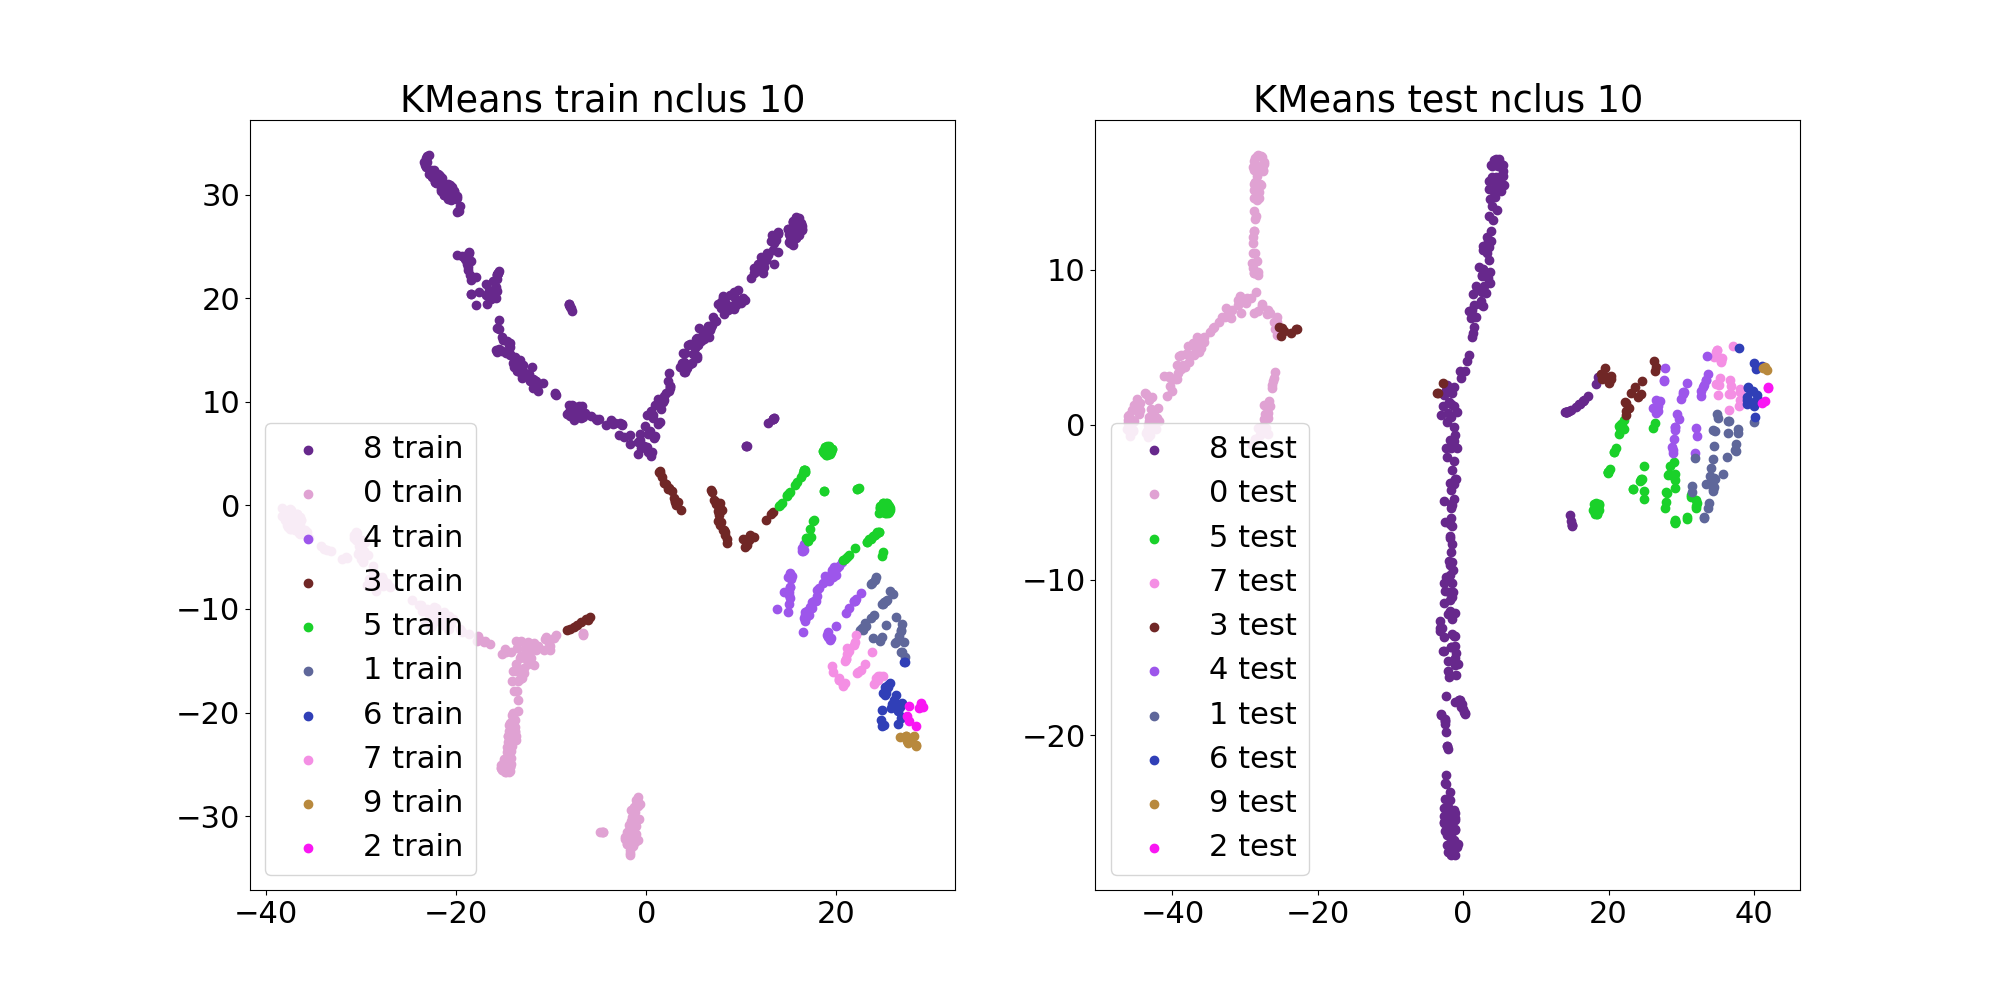 KMeans train nclus 10
30
20
10
0
−10
−20
−30
−40
−20
0
20
8 train
0 train
4 train
3 train
5 train
1 train
6 train
7 train
9 train
2 train
KMeans test nclus 10
10
0
−10
−20
−40
−20
0
20
40
8 test
0 test
5 test
7 test
3 test
4 test
1 test
6 test
9 test
2 test